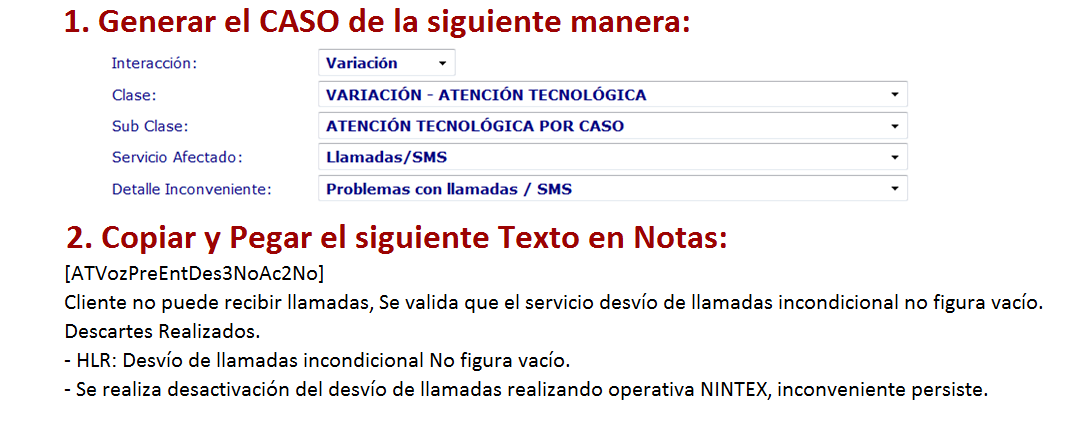 1. Generar el CASO de la siguiente manera:
Interacción: Variación
Clase: VARIACIÓN - ATENCIÓN TECNOLÓGICA
Sub Clase: ATENCIÓN TECNOLÓGICA POR CASO
Servicio Afectado: Llamadas/SMS
Detalle Inconveniente: Problemas con llamadas / SMS
2. Copiar y Pegar el siguiente Texto en Notas:
[ATVozPreEntDes3NoAc2No]
Cliente no puede recibir llamadas, Se valida que el servicio desvío de llamadas incondicional no figura vacío.
Descartes Realizados.
- HLR: Desvío de llamadas incondicional No figura vacío.
- Se realiza desactivación del desvío de llamadas realizando operativa NINTEX, inconveniente persiste.